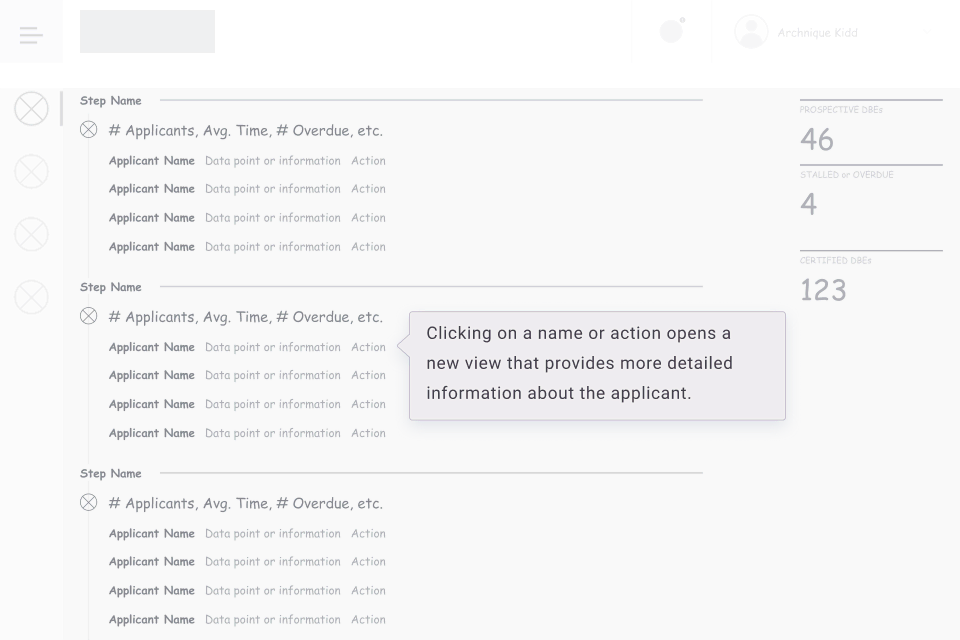 Archnique Kidd
Step Name
# Applicants, Avg. Time, # Overdue, etc.
Applicant Name Data point or information Action
Applicant Name Data point or information Action
Applicant Name Data point or information Action
Applicant Name Data point or information Action
Step Name
# Applicants, Avg. Time, # Overdue, etc.
Applicant Name Data point or information Action
Applicant Name Data point or information Action
Applicant Name Data point or information Action
Applicant Name Data point or information Action
Clicking on a name or action opens a
new view that provides more detailed
information about the applicant.
Step Name
# Applicants, Avg. Time, # Overdue, etc.
Applicant Name Data point or information Action
Applicant Name Data point or information Action
Applicant Name Data point or information Action
Applicant Name Data point or information Action
PROSPECTIVE DBEs
46
STALLED or OVERDUE
4
CERTIFIED DBEs
123